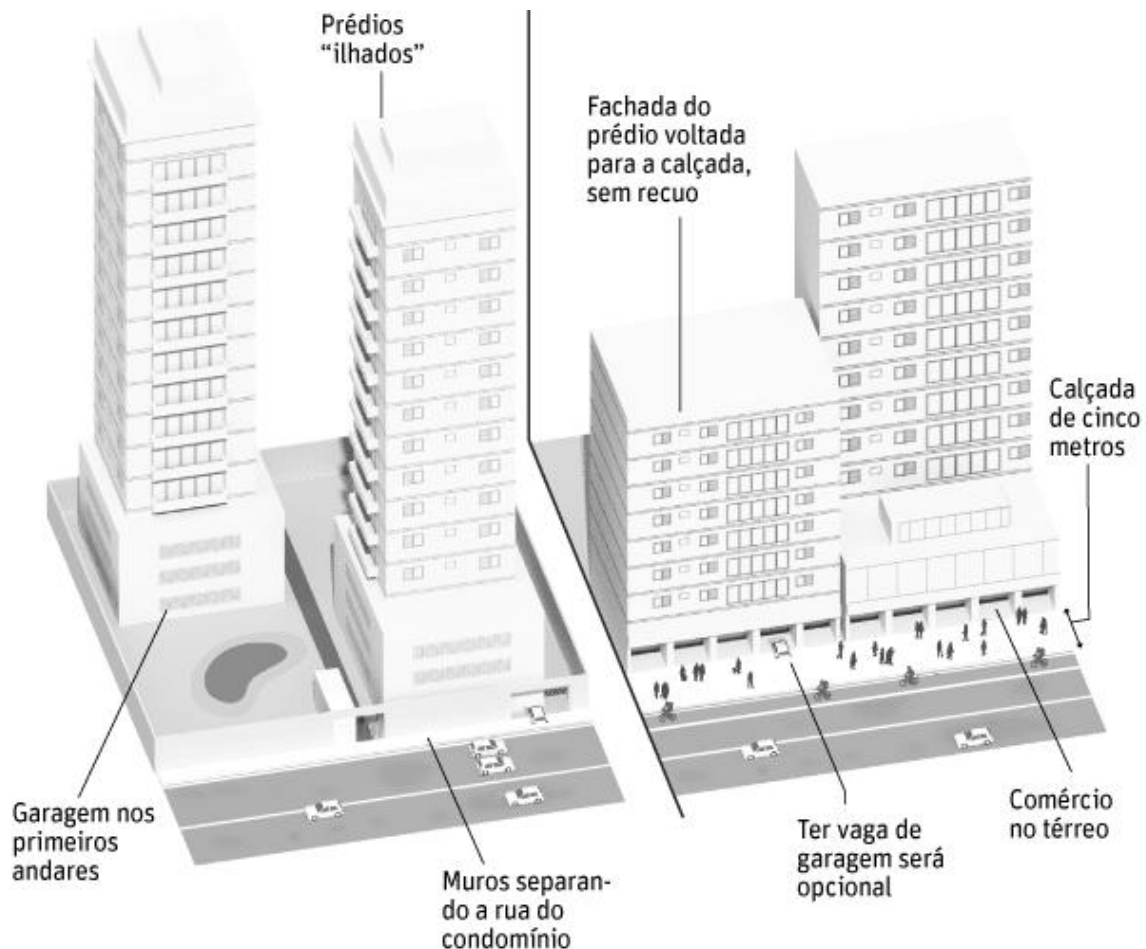 Prédios
“ilhados”
Fachada do
prédio voltada
para a calçada,
sem recuo
Calçada
de cinco
metros
Garagem nos
primeiros
andares
Muros separan-
do a rua do
condomínio
Ter vaga de
garagem será
opcional
Comércio
no térreo